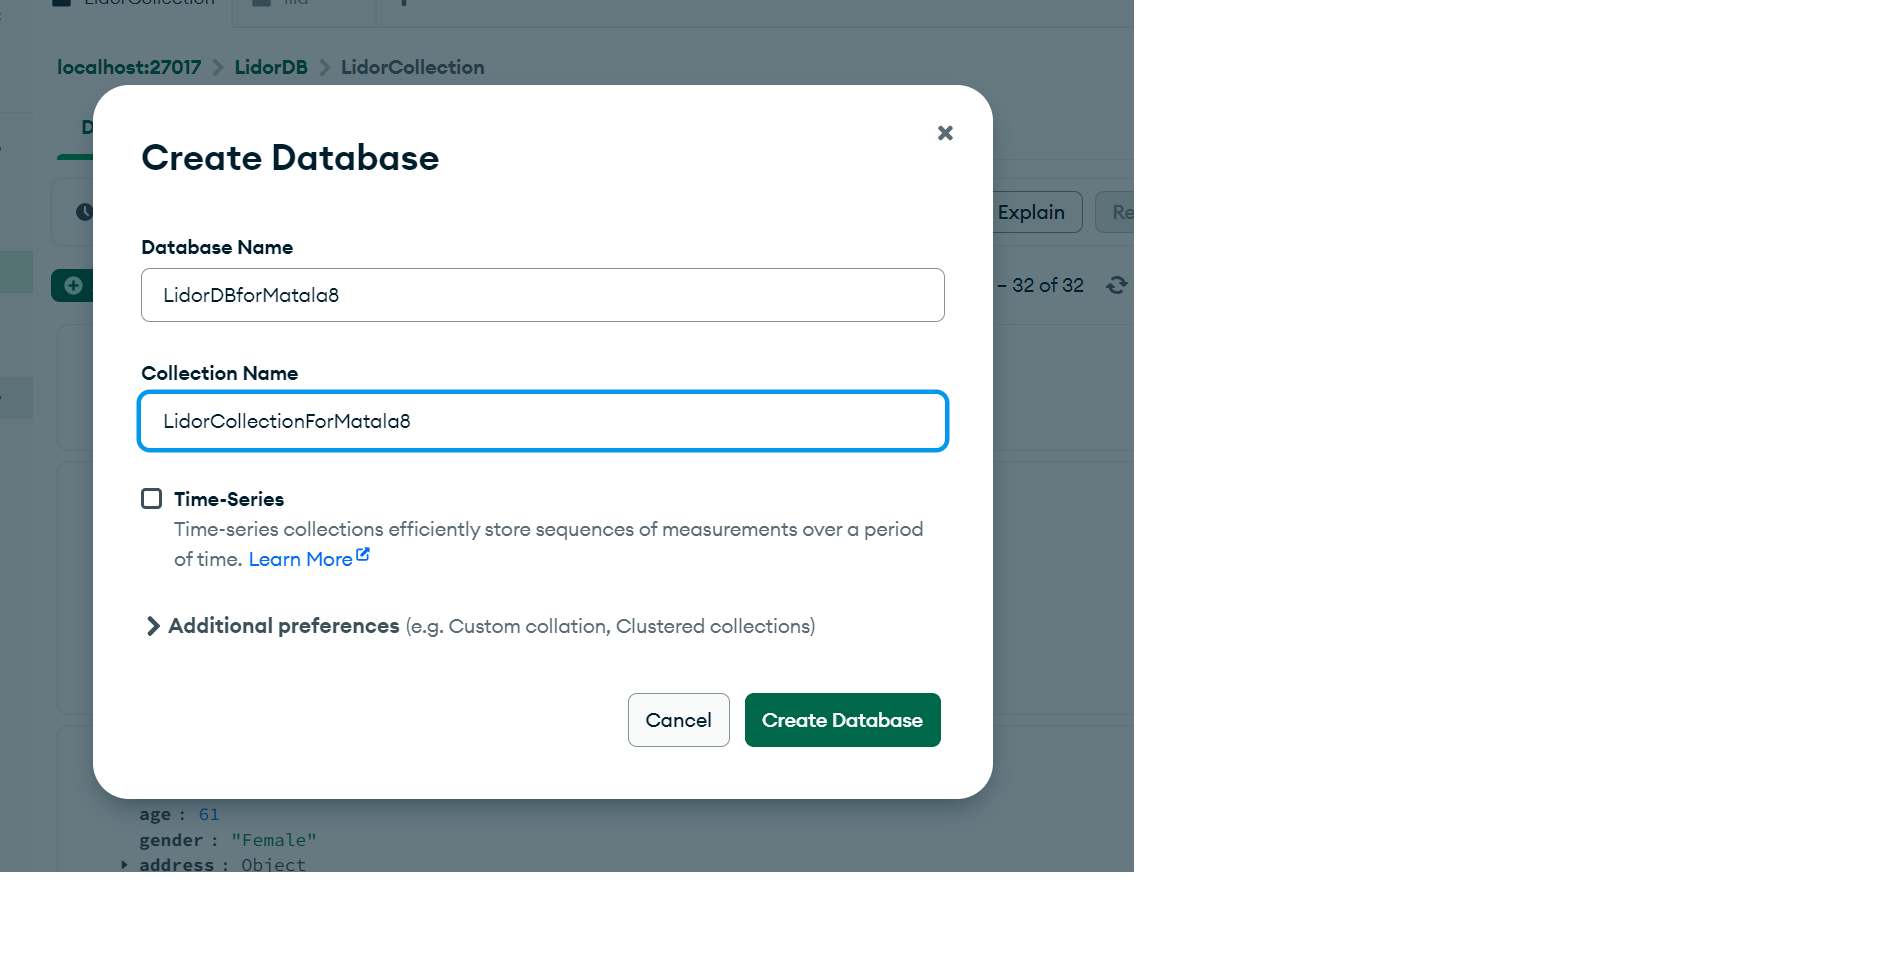 LidorCollection
lid
localhost:27017 > LidorDB > LidorCollection
D
Create Database
Explain
Re
Database Name
LidorDBforMatala8
– 32 of 32
Collection Name
LidorCollectionForMatala8
Time-Series
Time-series collections efficiently store sequences of measurements over a period
of time. Learn More
Additional preferences (e.g. Custom collation, Clustered collections)
Cancel
Create Database
age : 61
gender : "Female"
address : Object